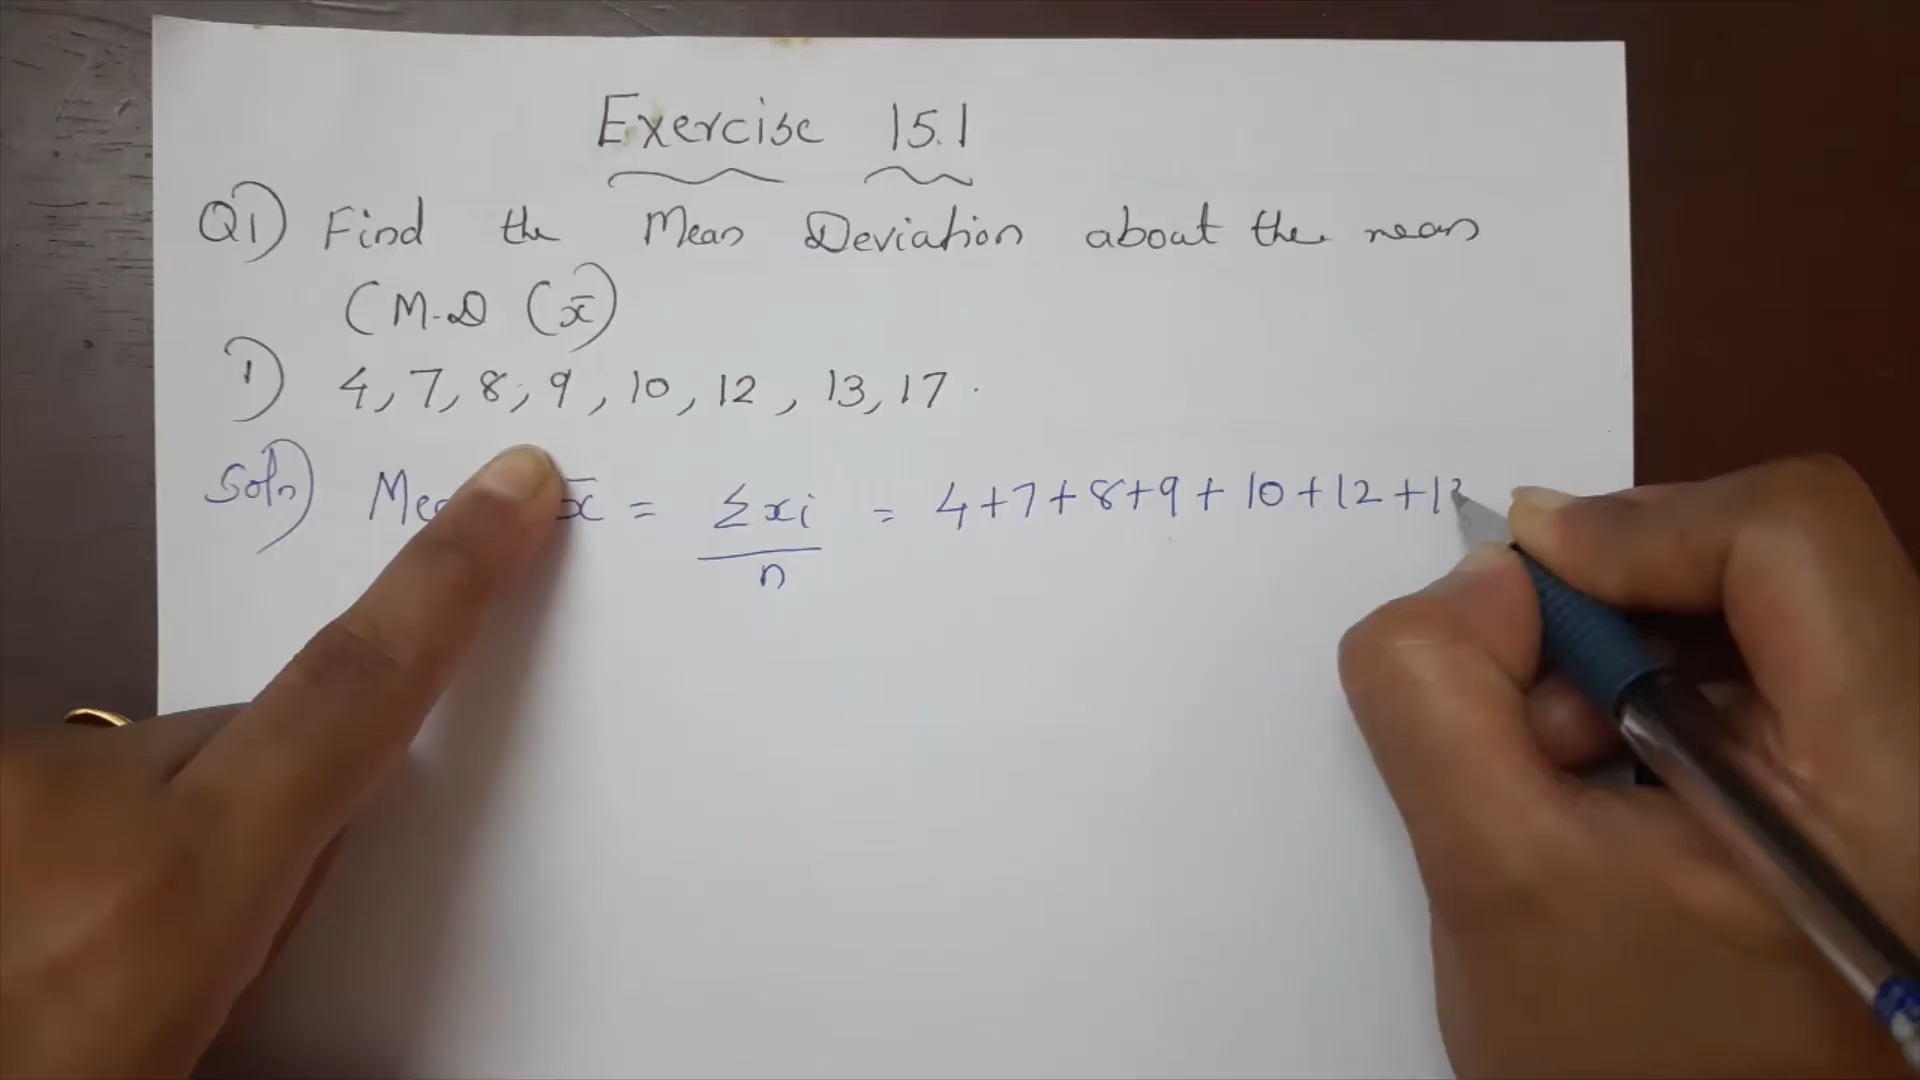 Exercise 15.1
Q1) Find the Mean Deviation about the mean
(M.D (x̄)
1) 4, 7, 8, 9, 10, 12, 13, 17.
Soln) x̄ = Σxi / n = 4+7+8+9+10+12+13